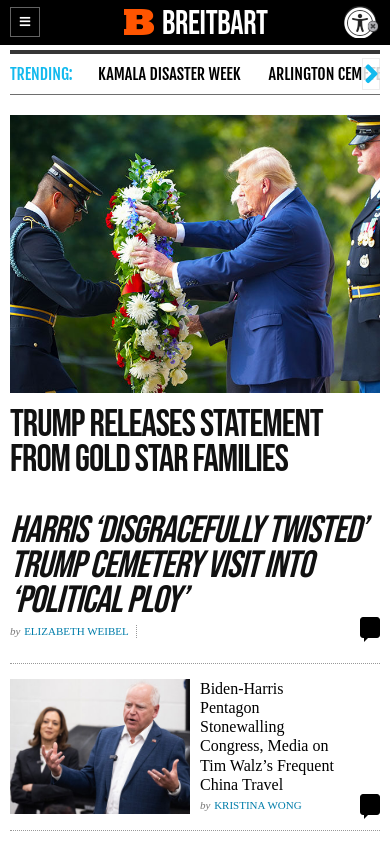 BREITBART
TRENDING: KAMALA DISASTER WEEK ARLINGTON CEM
TRUMP RELEASES STATEMENT
FROM GOLD STAR FAMILIES
HARRIS ‘DISGRACEFULLY TWISTED’
TRUMP CEMETERY VISIT INTO
‘POLITICAL PLOY’
by ELIZABETH WEIBEL
Biden-Harris
Pentagon
Stonewalling
Congress, Media on
Tim Walz’s Frequent
China Travel
by KRISTINA WONG